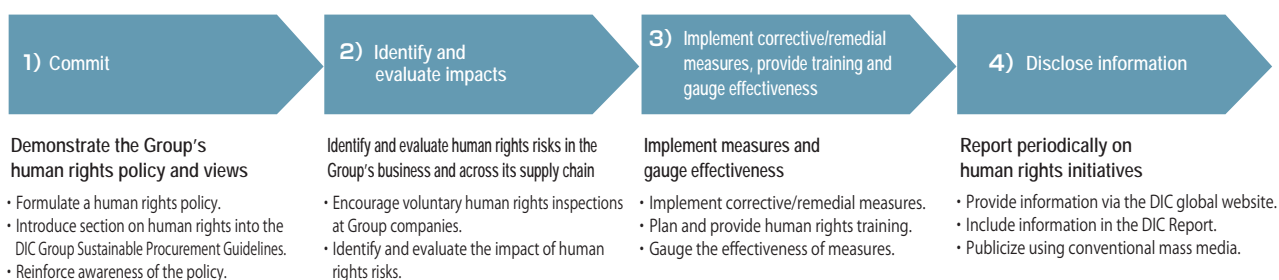 1) Commit
2) Identify and
evaluate impacts
3) Implement corrective/remedial
measures, provide training and
gauge effectiveness
4) Disclose information
Demonstrate the Group's
human rights policy and views
・Formulate a human rights policy.
・Introduce section on human rights into the
DIC Group Sustainable Procurement Guidelines.
・Reinforce awareness of the policy.
Identify and evaluate human rights risks in the
Group's business and across its supply chain
・Encourage voluntary human rights inspections
at Group companies.
・Identify and evaluate the impact of human
rights risks.
Implement measures and
gauge effectiveness
・Implement corrective/remedial measures.
・Plan and provide human rights training.
・Gauge the effectiveness of measures.
Report periodically on
human rights initiatives
・Provide information via the DIC global website.
・Include information in the DIC Report.
・Publicize using conventional mass media.